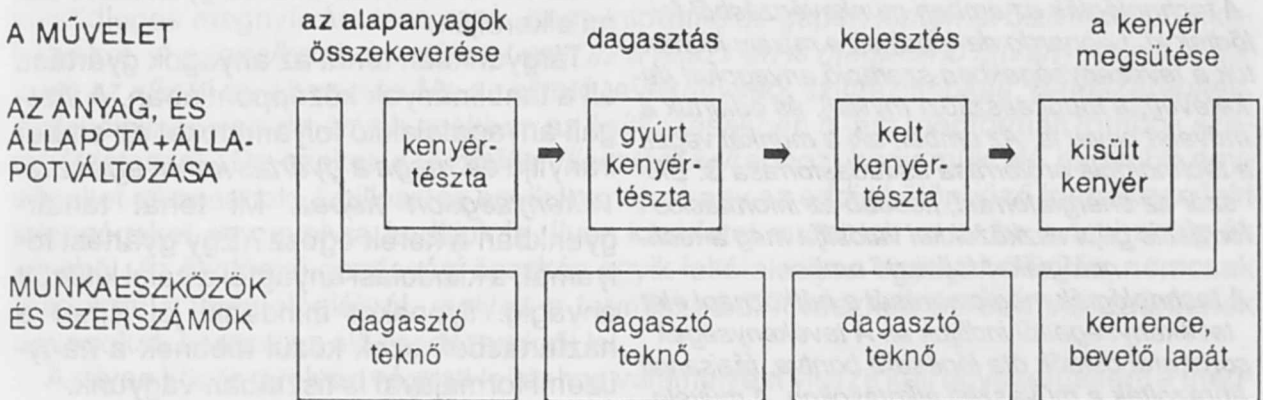 A MŰVELET
az alapanyagok
összekeverése
dagasztás
kelesztés
a kenyér
megsütése
AZ ANYAG, ÉS
ÁLLAPOTA+ÁLLA-
POTVÁLTOZÁSA
kenyér-
tészta
⇒
gyúrt
kenyér-
tészta
⇒
kelt
kenyér-
tészta
⇒
kisült
kenyér
MUNKAESZKÖZÖK
ÉS SZERSZÁMOK
dagasztó
teknő
dagasztó
teknő
dagasztó
teknő
kemence,
bevető lapát